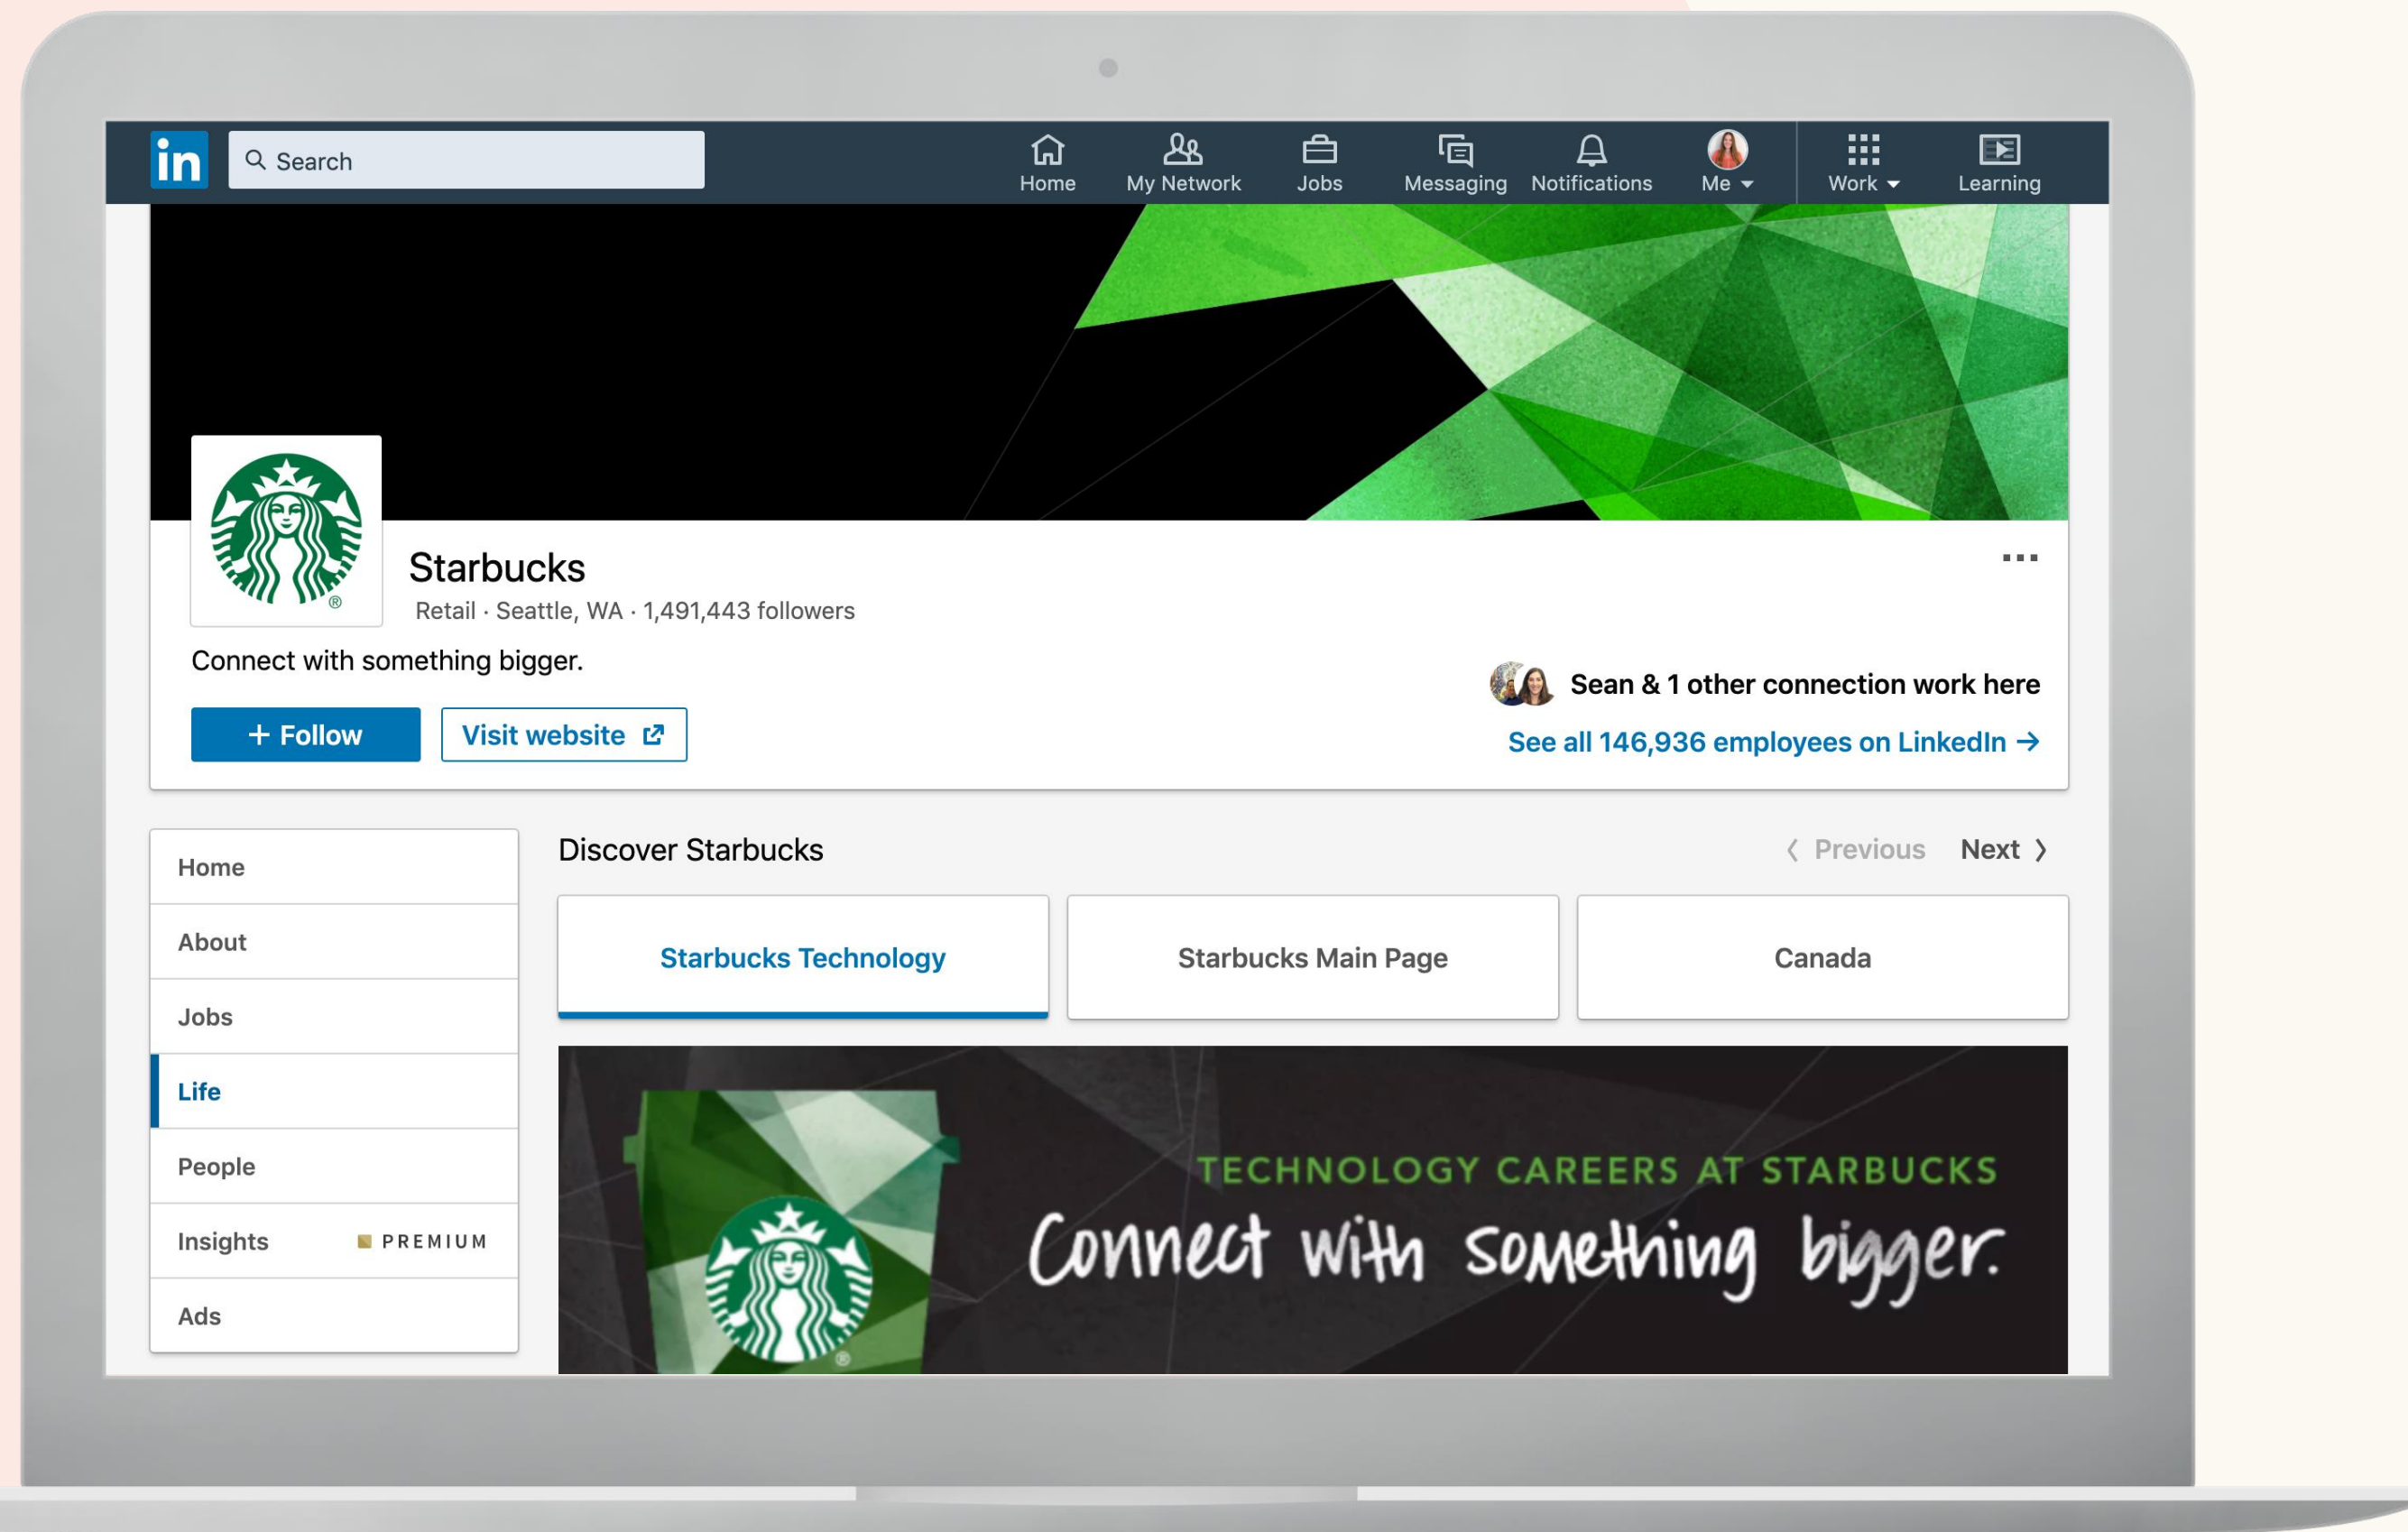 in
Search
Home
My Network
Jobs
Messaging
Notifications
Me
Work
Learning
Starbucks
Retail · Seattle, WA · 1,491,443 followers
Connect with something bigger.
+ Follow
Visit website
...
Sean & 1 other connection work here
See all 146,936 employees on LinkedIn →
Home
About
Jobs
Life
People
Insights PREMIUM
Ads
Discover Starbucks
Previous
Next
Starbucks Technology
Starbucks Main Page
Canada
TECHNOLOGY CAREERS AT STARBUCKS
Connect with something bigger.